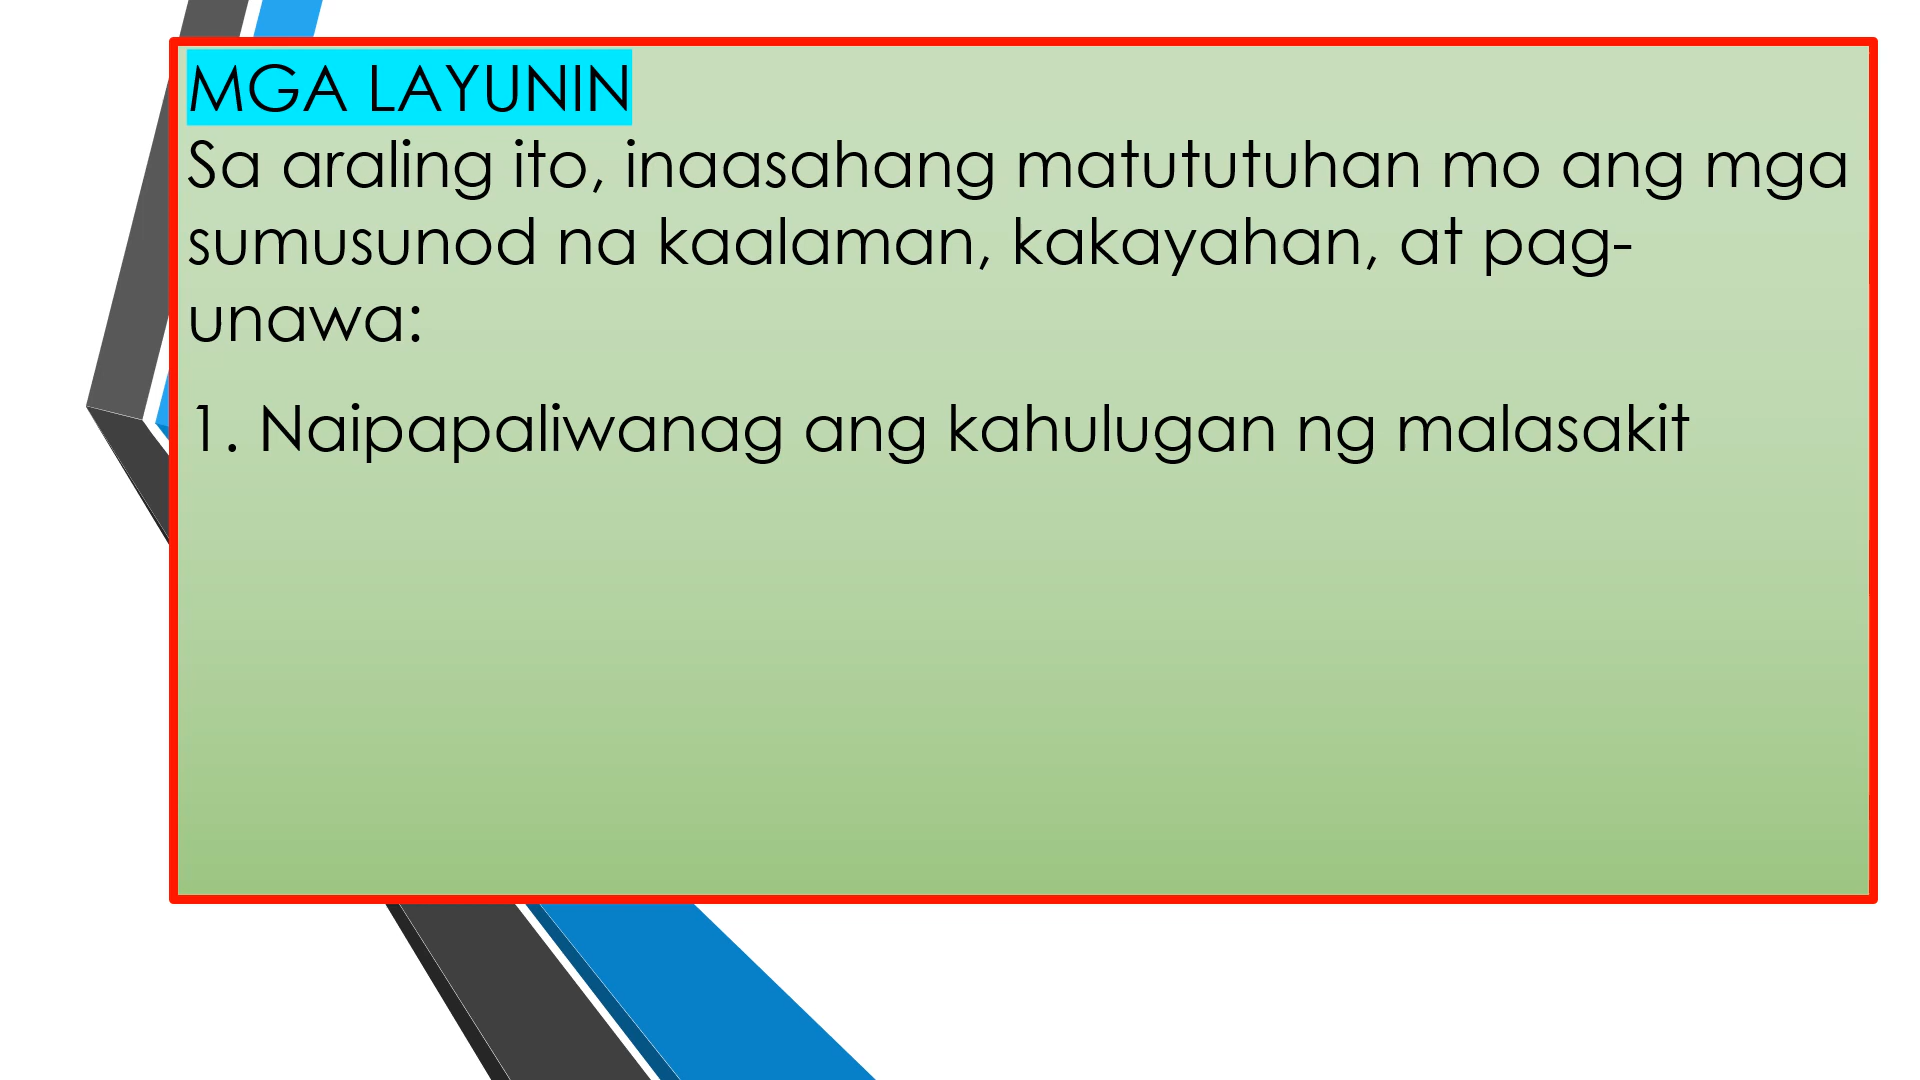 MGA LAYUNIN
Sa araling ito, inaasahang matututuhan mo ang mga
sumusunod na kaalaman, kakayahan, at pag-
unawa:
1. Naipapaliwanag ang kahulugan ng malasakit